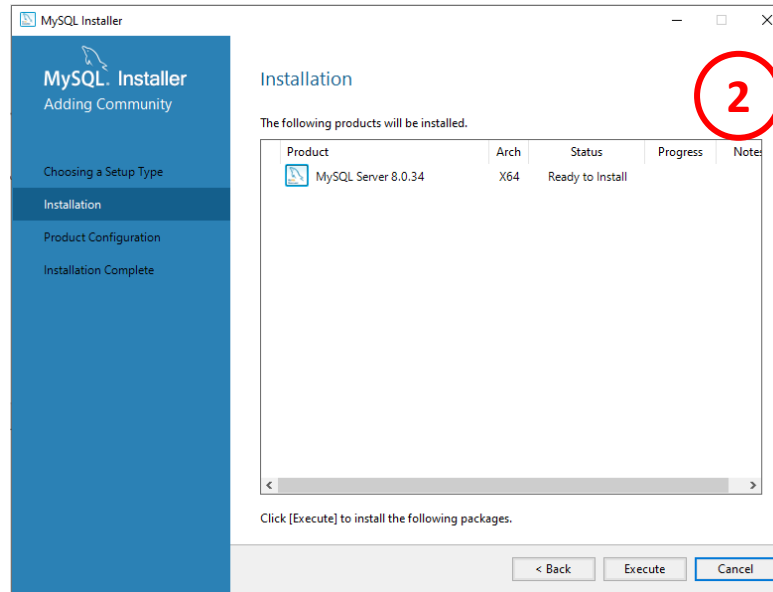 MySQL Installer
MySQL. Installer
Adding Community
Choosing a Setup Type
Installation
Product Configuration
Installation Complete
Installation
2
The following products will be installed.
Product Arch Status Progress Notes
MySQL Server 8.0.34 X64 Ready to Install
Click [Execute] to install the following packages.
< Back Execute Cancel